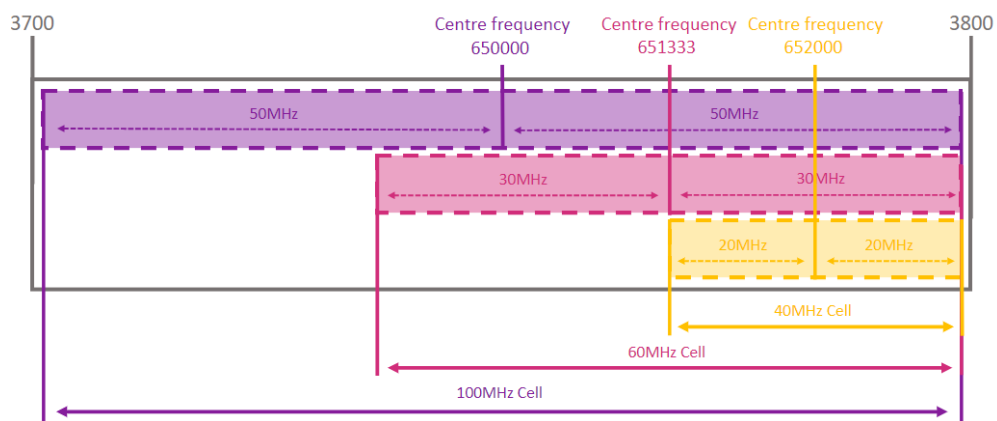 3700
Centre frequency
650000
Centre frequency
651333
Centre frequency
652000
3800
50MHz
50MHz
30MHz
30MHz
20MHz
20MHz
40MHz Cell
60MHz Cell
100MHz Cell